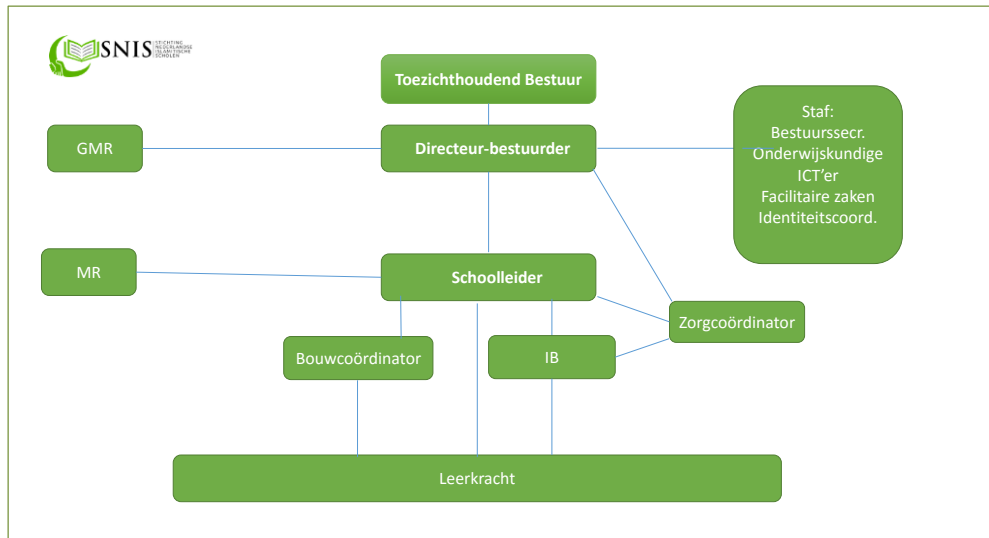 SNIS
STICHTING
NEDERLANDSE
ISLAMITISCHE
SCHOLEN
Toezichthoudend Bestuur
GMR
Directeur-bestuurder
Staf:
Bestuurssecr.
Onderwijskundige
ICT’er
Facilitaire zaken
Identiteitscoord.
MR
Schoolleider
Zorgcoördinator
Bouwcoördinator
IB
Leerkracht